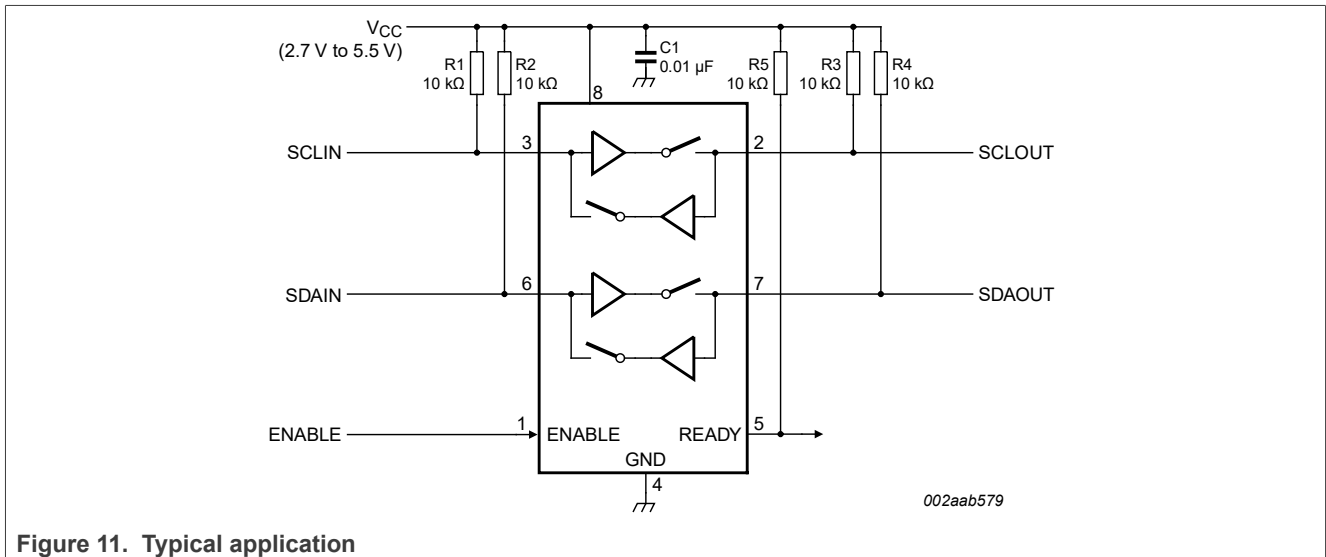 VCC
(2.7 V to 5.5 V)
R1
10 kΩ
R2
10 kΩ
C1
0.01 µF
R5
10 kΩ
R3
10 kΩ
R4
10 kΩ
8
SCLIN
3
2
SCLOUT
SDAIN
6
7
SDAOUT
ENABLE
1
ENABLE
READY
5
GND
4
002aab579
Figure 11. Typical application